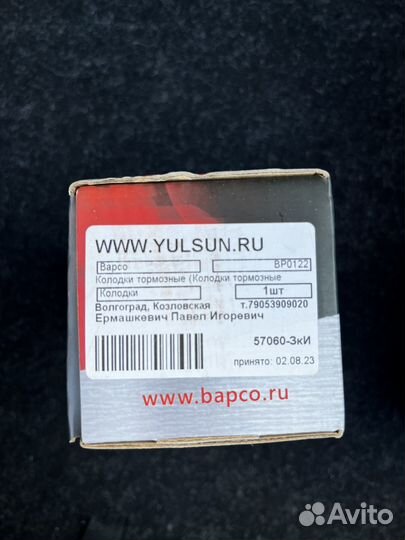 WWW.YULSUN.RU
Bapco BP0122
Колодки тормозные (Колодки тормозные
Колодки 1шт
Волгоград, Козловская т.79053909020
Ермашкевич Павел Игоревич
57060-ЗкИ
принято: 02.08.23
www.bapco.ru
Avito